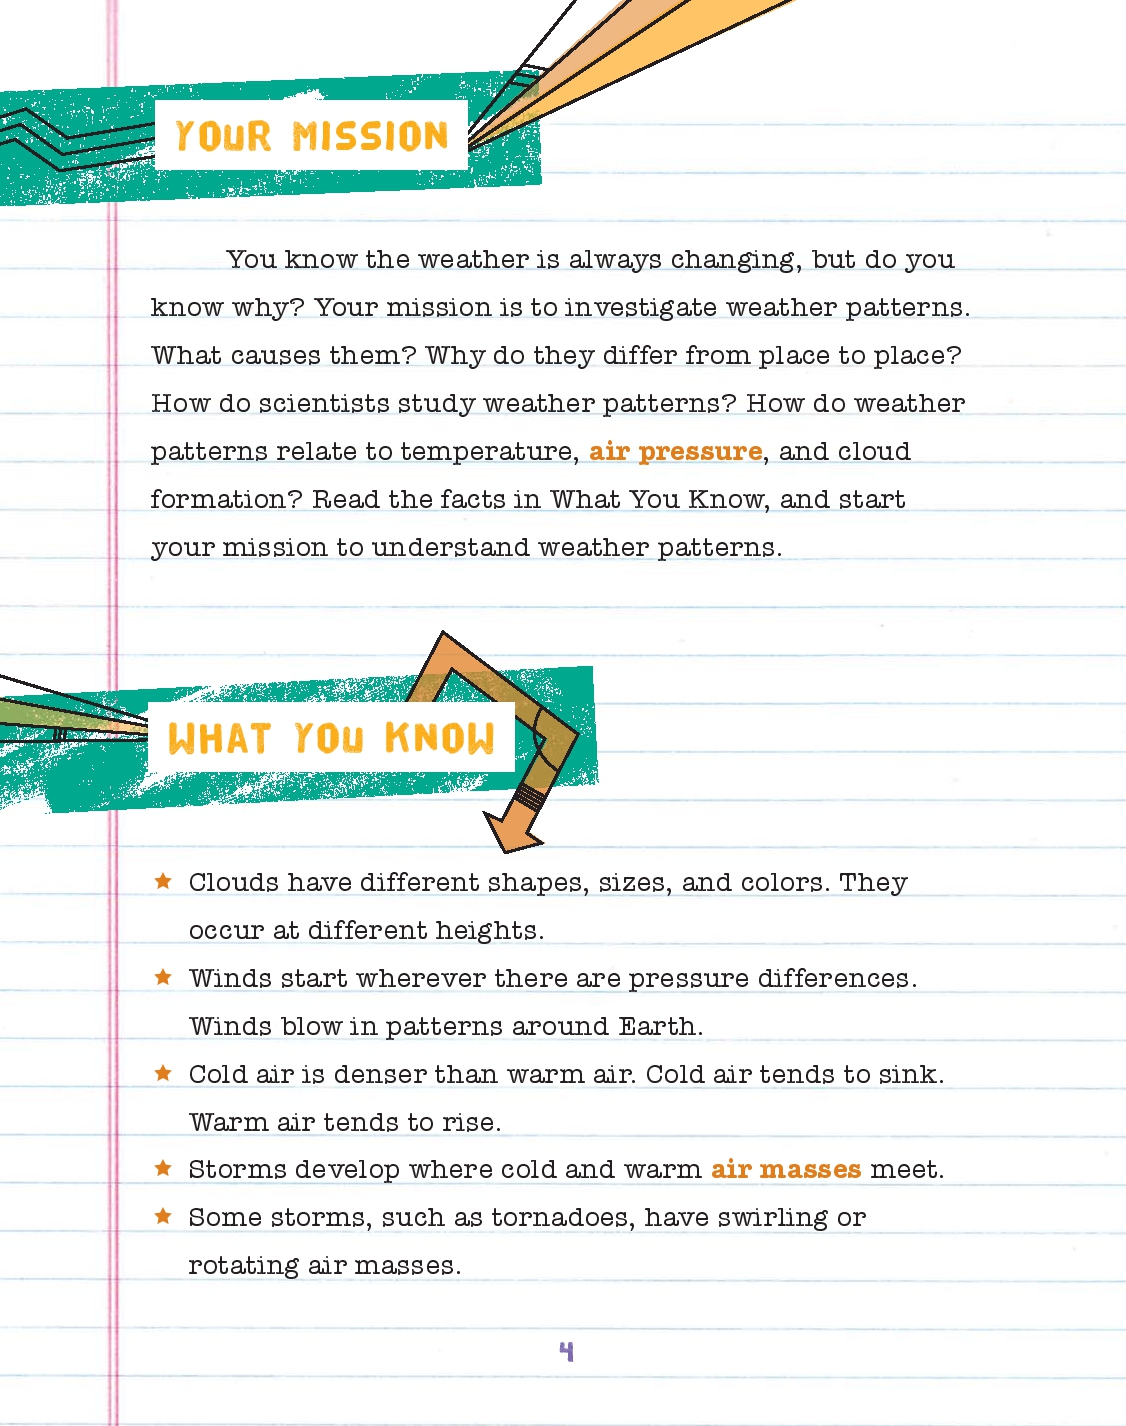 YOUR MISSION
You know the weather is always changing, but do you
know why? Your mission is to investigate weather patterns.
What causes them? Why do they differ from place to place?
How do scientists study weather patterns? How do weather
patterns relate to temperature, air pressure, and cloud
formation? Read the facts in What You Know, and start
your mission to understand weather patterns.
WHAT YOU KNOW
★ Clouds have different shapes, sizes, and colors. They
occur at different heights.
★ Winds start wherever there are pressure differences.
Winds blow in patterns around Earth.
★ Cold air is denser than warm air. Cold air tends to sink.
Warm air tends to rise.
★ Storms develop where cold and warm air masses meet.
★ Some storms, such as tornadoes, have swirling or
rotating air masses.
4